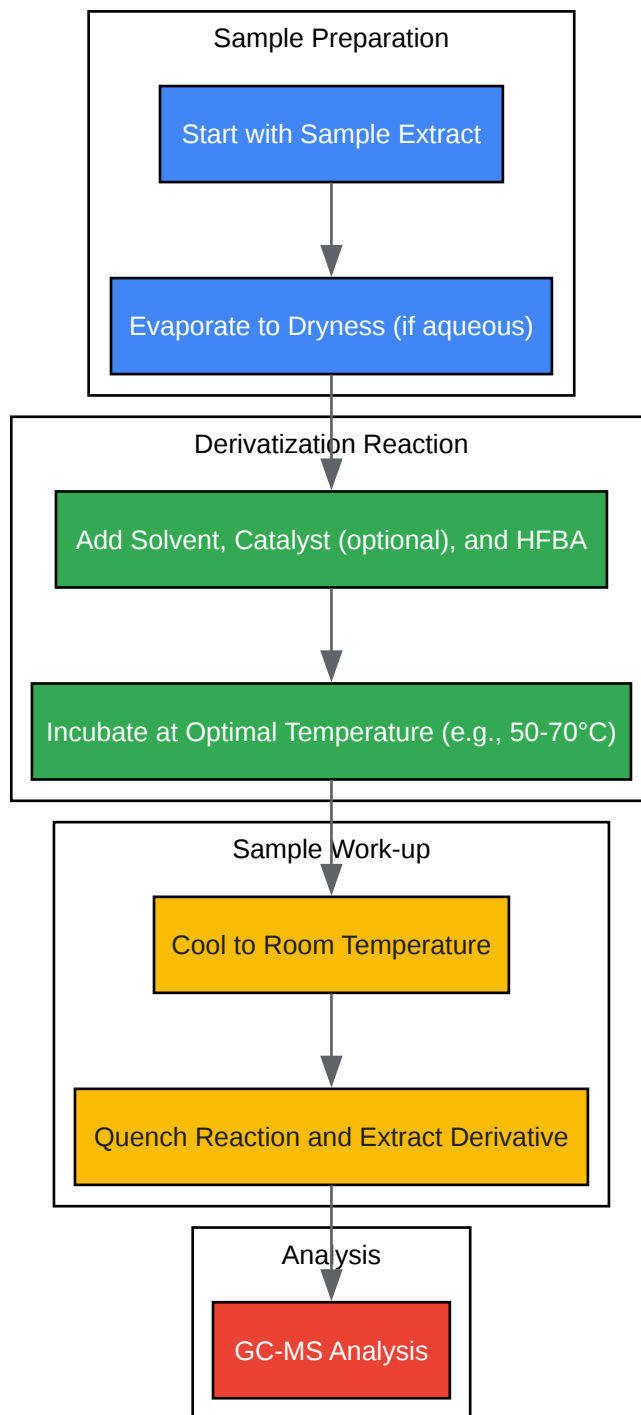 Sample Preparation
Start with Sample Extract
Evaporate to Dryness (if aqueous)
Derivatization Reaction
Add Solvent, Catalyst (optional), and HFBA
Incubate at Optimal Temperature (e.g., 50-70°C)
Sample Work-up
Cool to Room Temperature
Quench Reaction and Extract Derivative
Analysis
GC-MS Analysis